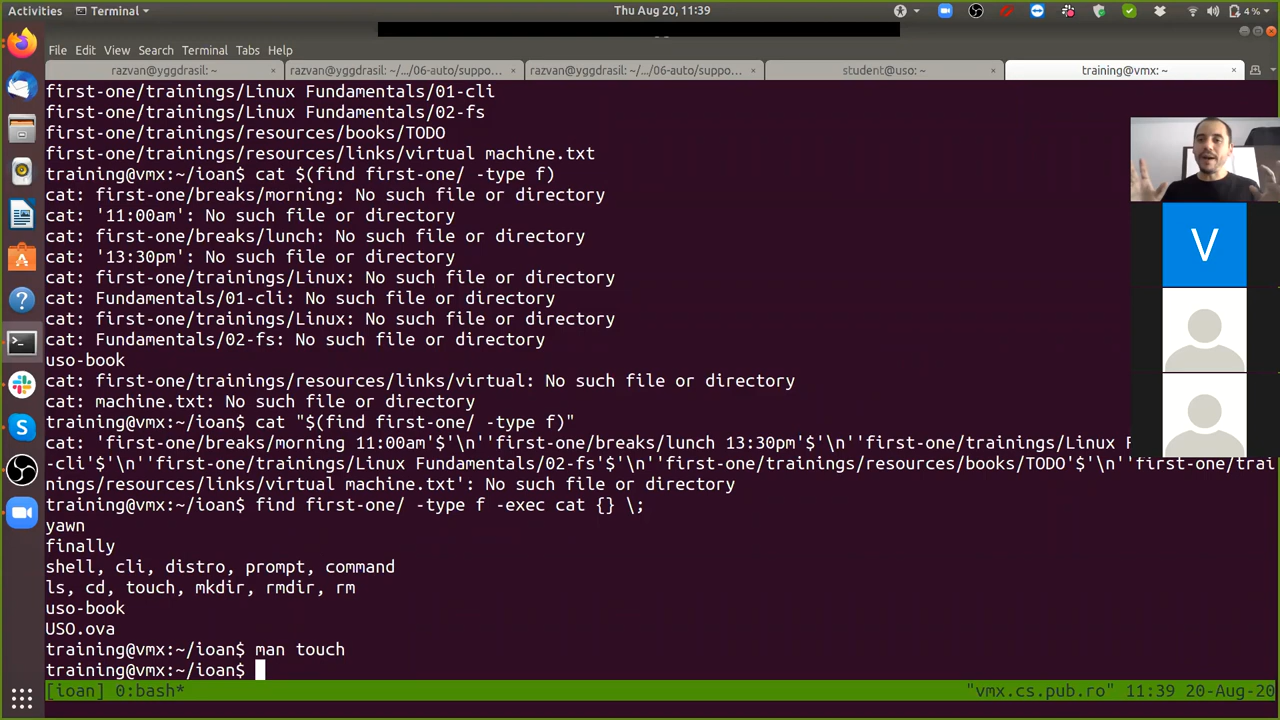 Activities Terminal Thu Aug 20, 11:39 4 %
File Edit View Search Terminal Tabs Help
razvan@yggdrasil: ~ × razvan@yggdrasil: ~/.../06-auto/suppo... × razvan@yggdrasil: ~/.../06-auto/suppo... × student@uso: ~ × training@vmx: ~ ×
first-one/trainings/Linux Fundamentals/01-cli
first-one/trainings/Linux Fundamentals/02-fs
first-one/trainings/resources/books/TODO
first-one/trainings/resources/links/virtual machine.txt
training@vmx:~/ioan$ cat $(find first-one/ -type f)
cat: first-one/breaks/morning: No such file or directory
cat: '11:00am': No such file or directory
cat: first-one/breaks/lunch: No such file or directory
cat: '13:30pm': No such file or directory
cat: first-one/trainings/Linux: No such file or directory
cat: Fundamentals/01-cli: No such file or directory
cat: first-one/trainings/Linux: No such file or directory
cat: Fundamentals/02-fs: No such file or directory
uso-book
cat: first-one/trainings/resources/links/virtual: No such file or directory
cat: machine.txt: No such file or directory
training@vmx:~/ioan$ cat "$(find first-one/ -type f)"
cat: 'first-one/breaks/morning 11:00am'$'\n''first-one/breaks/lunch 13:30pm'$'\n''first-one/trainings/Linux F
-cli'$'\n''first-one/trainings/Linux Fundamentals/02-fs'$'\n''first-one/trainings/resources/books/TODO'$'\n''first-one/trai
nings/resources/links/virtual machine.txt': No such file or directory
training@vmx:~/ioan$ find first-one/ -type f -exec cat {} \;
yawn
finally
shell, cli, distro, prompt, command
ls, cd, touch, mkdir, rmdir, rm
uso-book
USO.ova
training@vmx:~/ioan$ man touch
training@vmx:~/ioan$
[ioan] 0:bash* "vmx.cs.pub.ro" 11:39 20-Aug-20
V